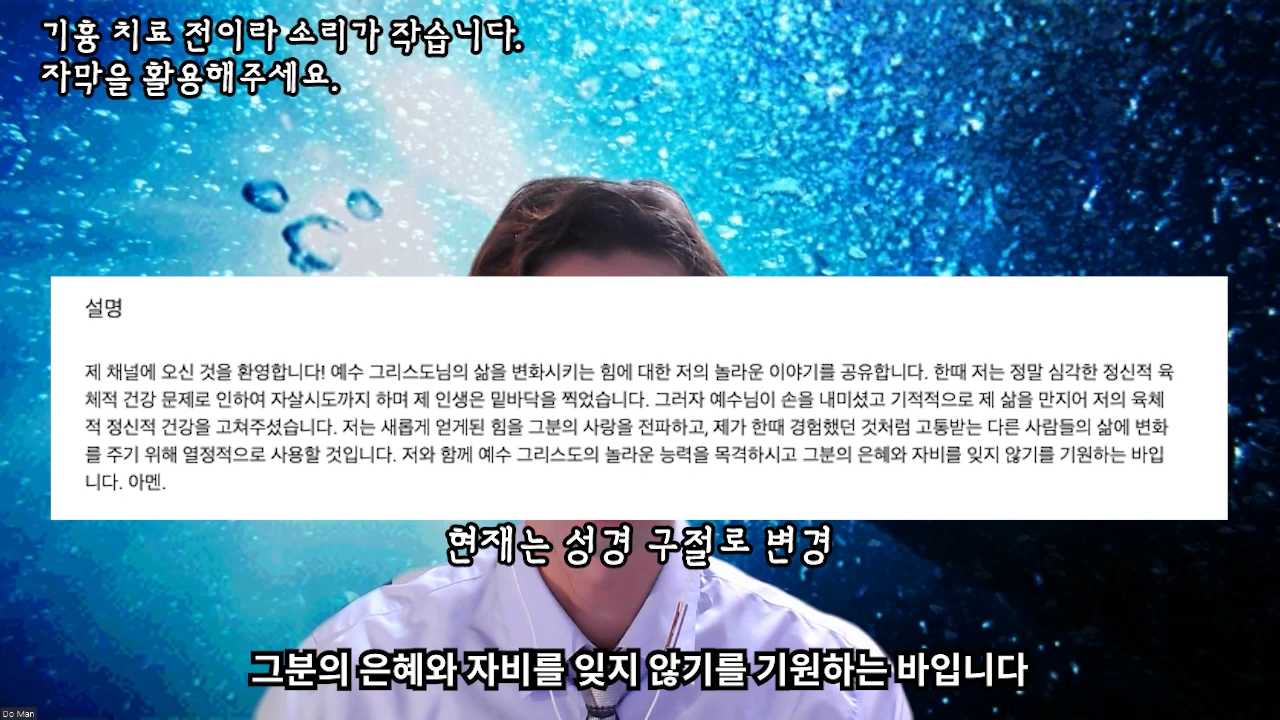 기흉 치료 전이라 소리가 작습니다.
자막을 활용해주세요.
설명
제 채널에 오신 것을 환영합니다! 예수 그리스도님의 삶을 변화시키는 힘에 대한 저의 놀라운 이야기를 공유합니다. 한때 저는 정말 심각한 정신적 육
체적 건강 문제로 인하여 자살시도까지 하며 제 인생은 밑바닥을 찍었습니다. 그러자 예수님이 손을 내미셨고 기적적으로 제 삶을 만지어 저의 육체
적 정신적 건강을 고쳐주셨습니다. 저는 새롭게 얻게된 힘을 그분의 사랑을 전파하고, 제가 한때 경험했던 것처럼 고통받는 다른 사람들의 삶에 변화
를 주기 위해 열정적으로 사용할 것입니다. 저와 함께 예수 그리스도의 놀라운 능력을 목격하시고 그분의 은혜와 자비를 잊지 않기를 기원하는 바입
니다. 아멘.
현재는 성경 구절로 변경
그분의 은혜와 자비를 잊지 않기를 기원하는 바입니다
Do Man